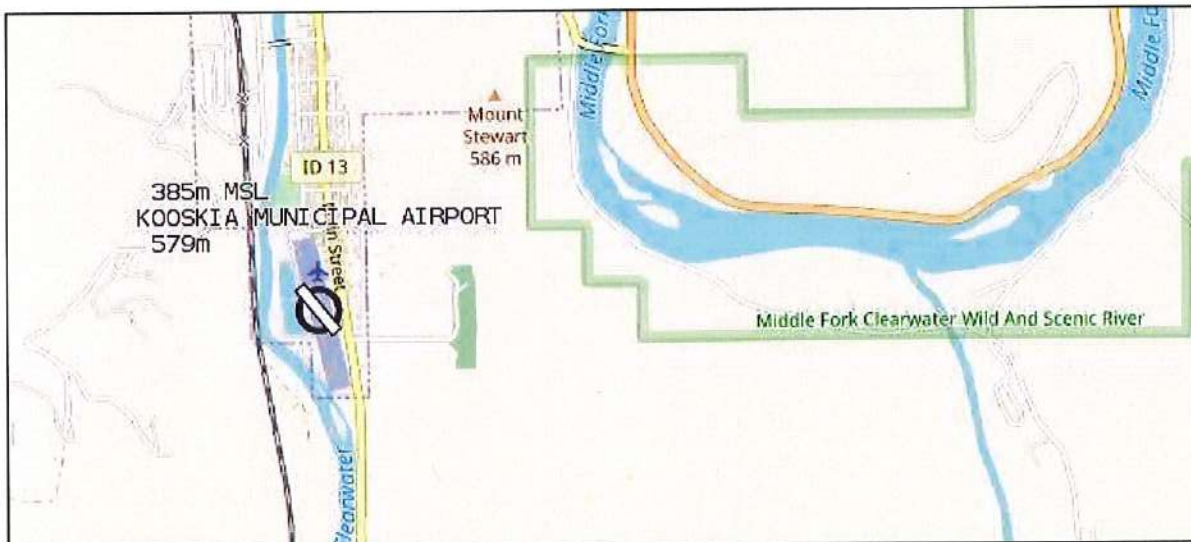 Middle Fork
Middle Fo
Mount
Stewart
586 m
ID 13
385m MSL
KOOSKIA MUNICIPAL AIRPORT
579m
in Street
Middle Fork Clearwater Wild And Scenic River
Clearwater